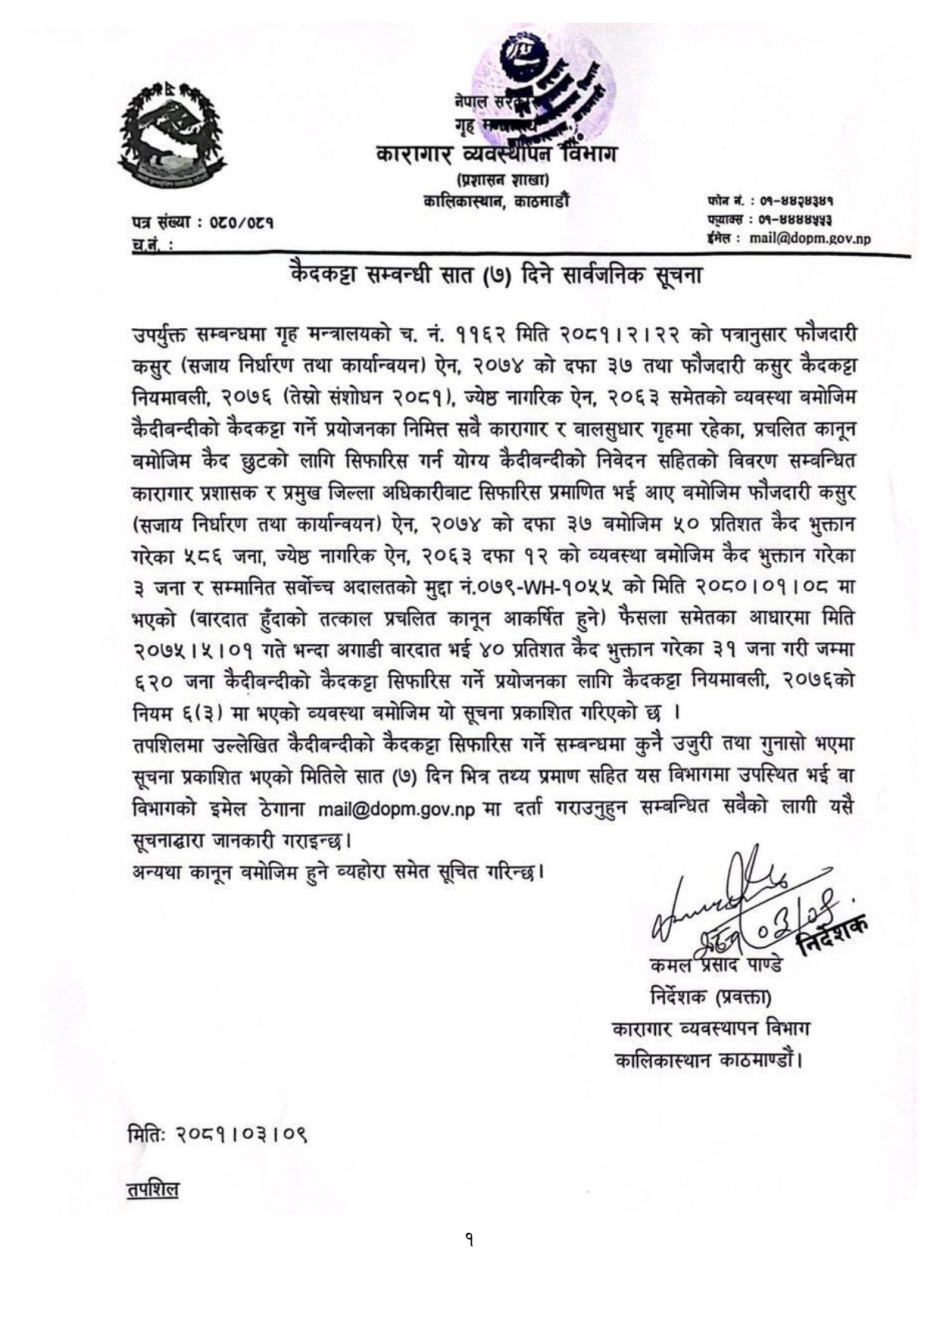 नेपाल सरकार
गृह मन्त्रालय
कारागार व्यवस्थापन विभाग
(प्रशासन शाखा)
कालिकास्थान, काठमाडौं
फोन नं. : ०१-४४२४३४१
फ्याक्स : ०१-४४४४५५३
ईमेल : mail@dopm.gov.np
पत्र संख्या : ०८०/०८१
च.नं. :
कैदकट्टा सम्बन्धी सात (७) दिने सार्वजनिक सूचना
उपर्युक्त सम्बन्धमा गृह मन्त्रालयको च. नं. ११६२ मिति २०८१।२।२२ को पत्रानुसार फौजदारी
कसुर (सजाय निर्धारण तथा कार्यान्वयन) ऐन, २०७४ को दफा ३७ तथा फौजदारी कसुर कैदकट्टा
नियमावली, २०७६ (तेस्रो संशोधन २०८१), ज्येष्ठ नागरिक ऐन, २०६३ समेतको व्यवस्था बमोजिम
कैदीबन्दीको कैदकट्टा गर्ने प्रयोजनका निमित्त सवै कारागार र बालसुधार गृहमा रहेका, प्रचलित कानून
बमोजिम कैद छुटको लागि सिफारिस गर्न योग्य कैदीबन्दीको निवेदन सहितको विवरण सम्बन्धित
कारागार प्रशासक र प्रमुख जिल्ला अधिकारीबाट सिफारिस प्रमाणित भई आए बमोजिम फौजदारी कसुर
(सजाय निर्धारण तथा कार्यान्वयन) ऐन, २०७४ को दफा ३७ बमोजिम ५० प्रतिशत कैद भुक्तान
गरेका ५८६ जना, ज्येष्ठ नागरिक ऐन, २०६३ दफा १२ को व्यवस्था बमोजिम कैद भुक्तान गरेका
३ जना र सम्मानित सर्वोच्च अदालतको मुद्दा नं.०७९-WH-१०५५ को मिति २०८०।०१।०८ मा
भएको (वारदात हुँदाको तत्काल प्रचलित कानून आकर्षित हुने) फैसला समेतका आधारमा मिति
२०७५।५।०१ गते भन्दा अगाडी वारदात भई ४० प्रतिशत कैद भुक्तान गरेका ३१ जना गरी जम्मा
६२० जना कैदीबन्दीको कैदकट्टा सिफारिस गर्ने प्रयोजनका लागि कैदकट्टा नियमावली, २०७६को
नियम ६(३) मा भएको व्यवस्था बमोजिम यो सूचना प्रकाशित गरिएको छ ।
तपशिलमा उल्लेखित कैदीबन्दीको कैदकट्टा सिफारिस गर्ने सम्बन्धमा कुनै उजुरी तथा गुनासो भएमा
सूचना प्रकाशित भएको मितिले सात (७) दिन भित्र तथ्य प्रमाण सहित यस विभागमा उपस्थित भई वा
विभागको इमेल ठेगाना mail@dopm.gov.np मा दर्ता गराउनुहुन सम्बन्धित सबैको लागी यसै
सूचनाद्वारा जानकारी गराइन्छ।
अन्यथा कानून बमोजिम हुने व्यहोरा समेत सूचित गरिन्छ।
२०८१/०३/०९
निर्देशक
कमल प्रसाद पाण्डे
निर्देशक (प्रवक्ता)
कारागार व्यवस्थापन विभाग
कालिकास्थान काठमाण्डौं।
मितिः २०८१।०३।०९
तपशिल
१